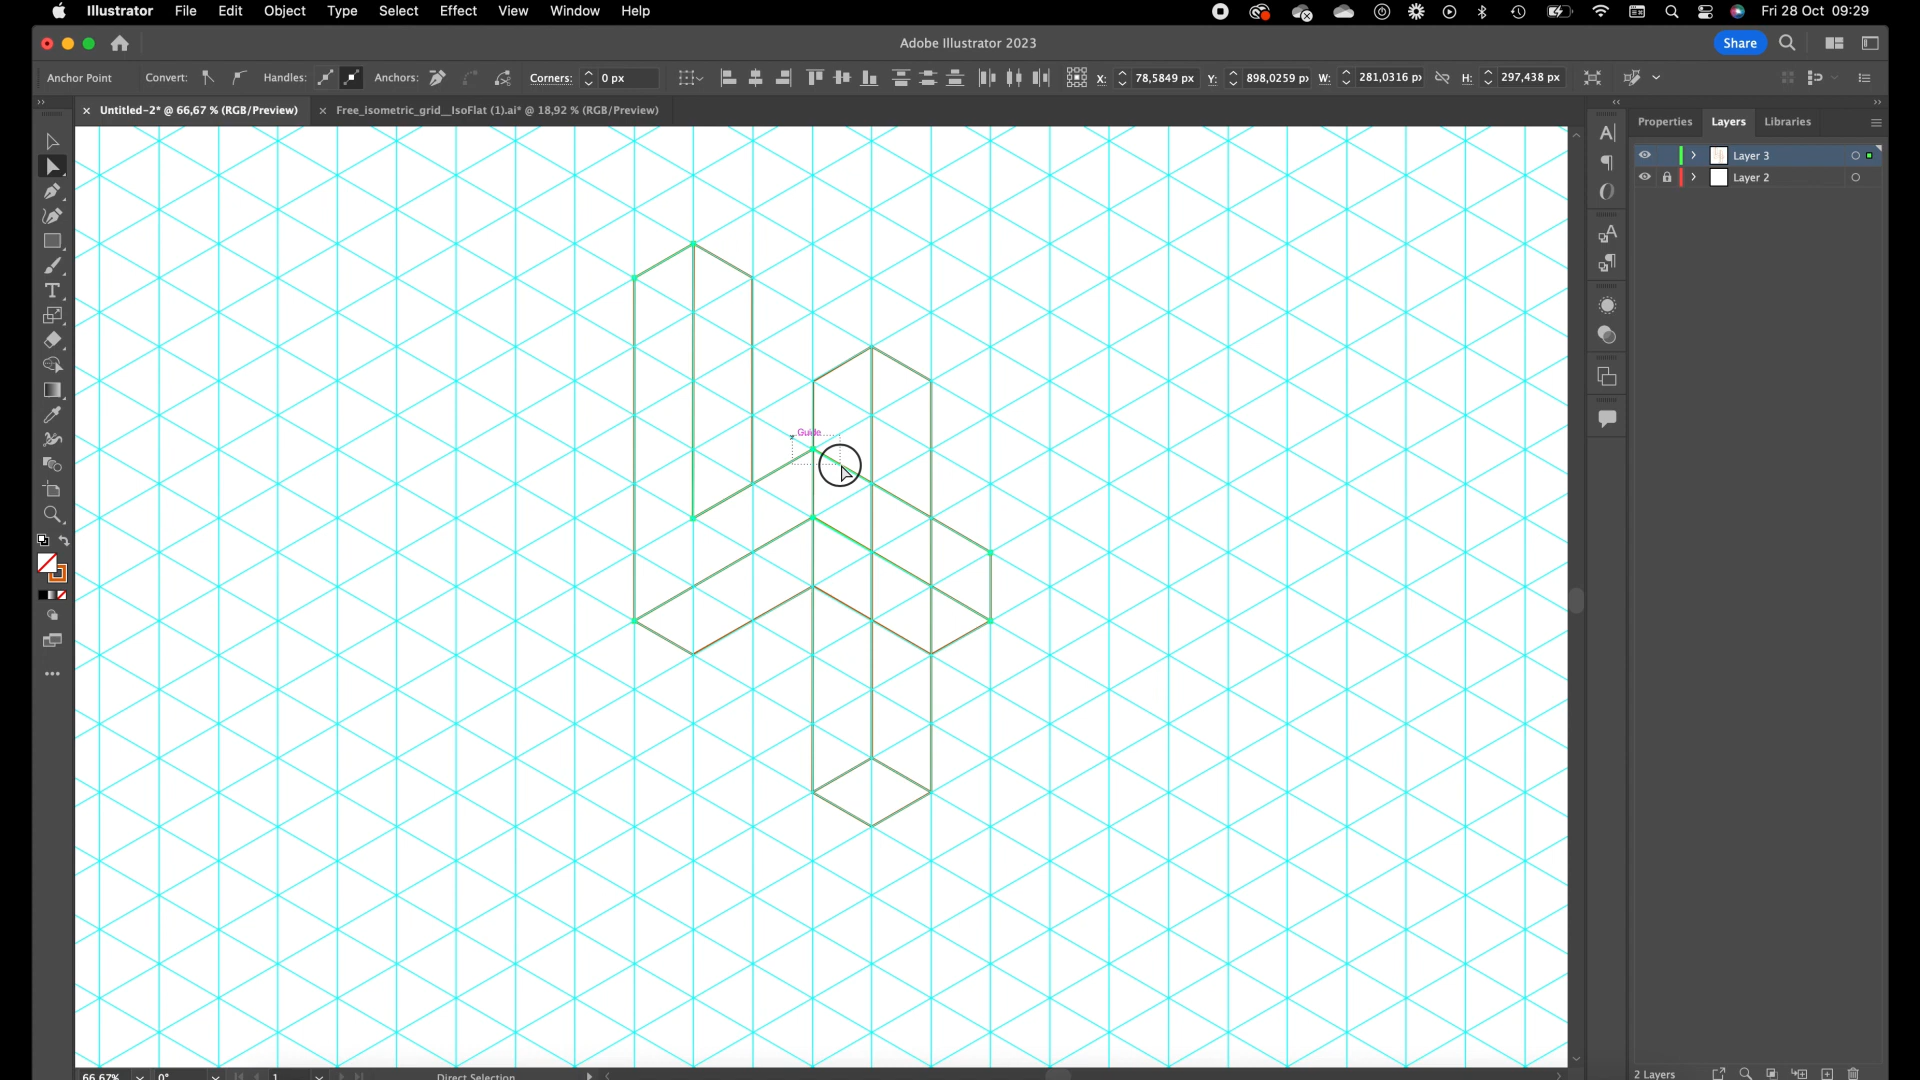 Illustrator File Edit Object Type Select Effect View Window Help Fri 28 Oct 09:29
Adobe Illustrator 2023 Share
Anchor Point Convert: Handles: Anchors: Corners: 0 px X: 78,5849 px Y: 898,0259 px W: 281,0316 px H: 297,438 px
Untitled-2* @ 66,67 % (RGB/Preview) Free_isometric_grid__IsoFlat (1).ai* @ 18,92 % (RGB/Preview)
Properties Layers Libraries
Layer 3
Layer 2
Guide
66,67% 0° 1 Direct Selection
2 Layers